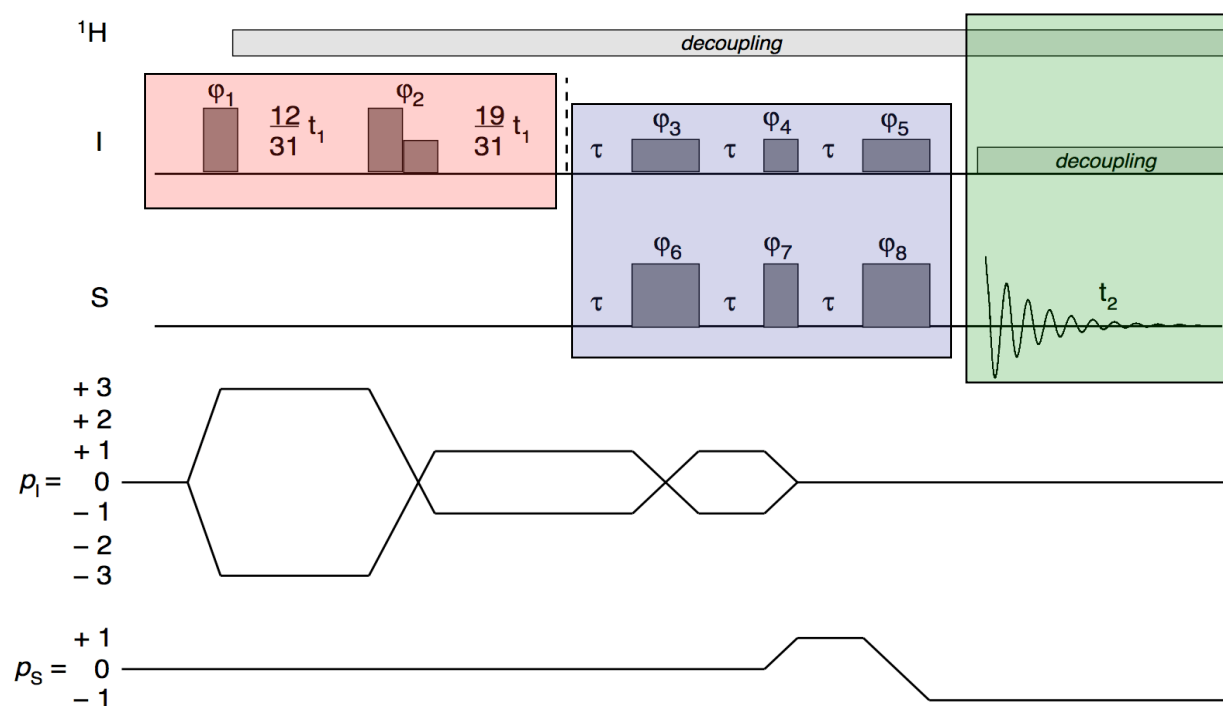 ¹H decoupling
φ₁ φ₂
12/31 t₁ 19/31 t₁
φ₃ φ₄ φ₅
I τ τ τ decoupling
φ₆ φ₇ φ₈
S τ τ τ t₂
+ 3
+ 2
+ 1
p_I = 0
− 1
− 2
− 3
+ 1
p_S = 0
− 1